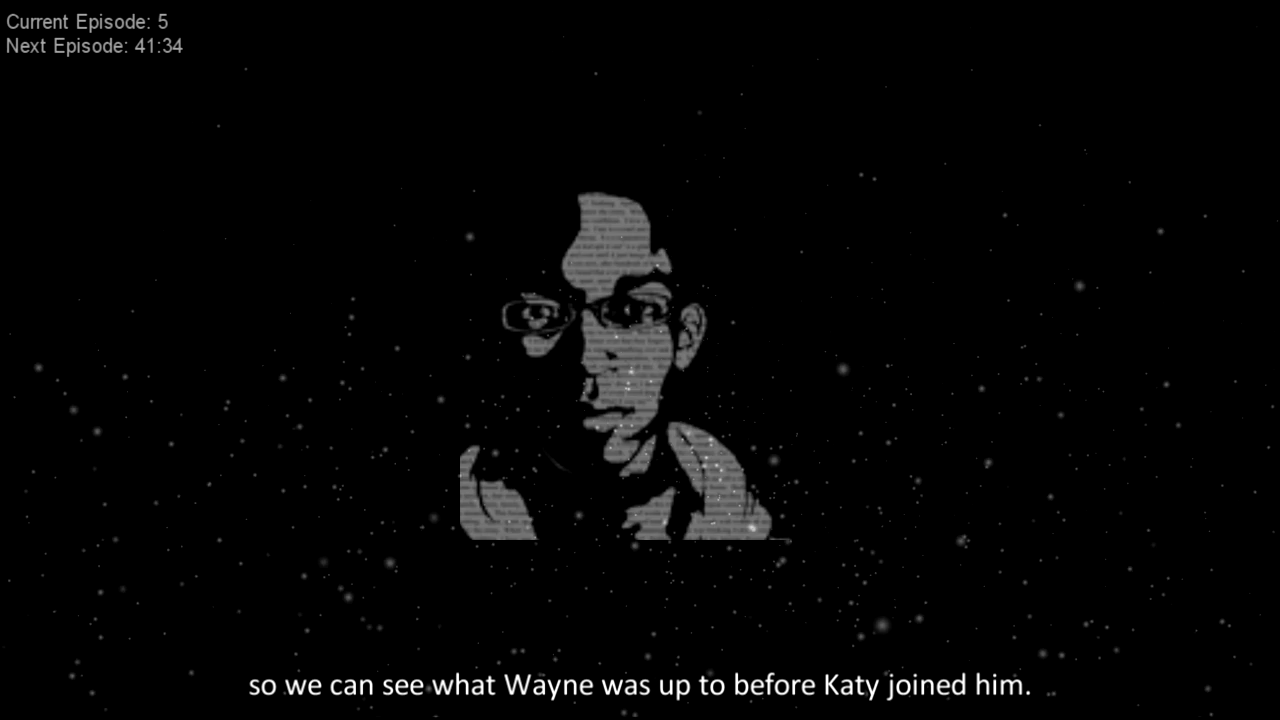 Current Episode: 5
Next Episode: 41:34
so we can see what Wayne was up to before Katy joined him.